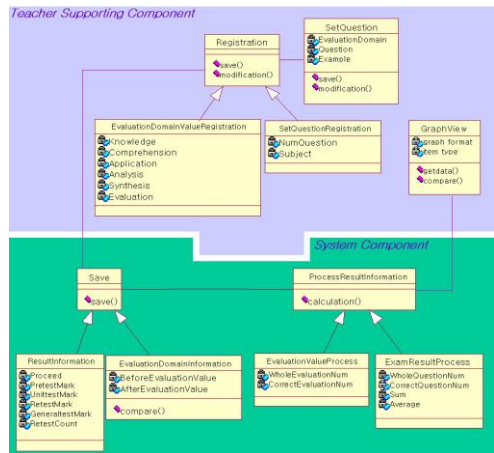 Teacher Supporting Component
Registration
save()
modification()
SetQuestion
EvaluationDomain
Question
Example
save()
modification()
EvaluationDomainValueRegistration
Knowledge
Comprehension
Application
Analysis
Synthesis
Evaluation
SetQuestionRegistration
NumQuestion
Subject
GraphView
graph format
item type
getdata()
compare()
System Component
Save
save()
ProcessResultInformation
calculation()
ResultInformation
Proceed
PretestMark
UnittestMark
RetestMark
GeneraltestMark
RetestCount
EvaluationDomainInformation
BeforeEvaluationValue
AfterEvaluationValue
compare()
EvaluationValueProcess
WholeEvaluationNum
CorrectEvaluationNum
ExamResultProcess
WholeQuestionNum
CorrectQuestionNum
Sum
Average